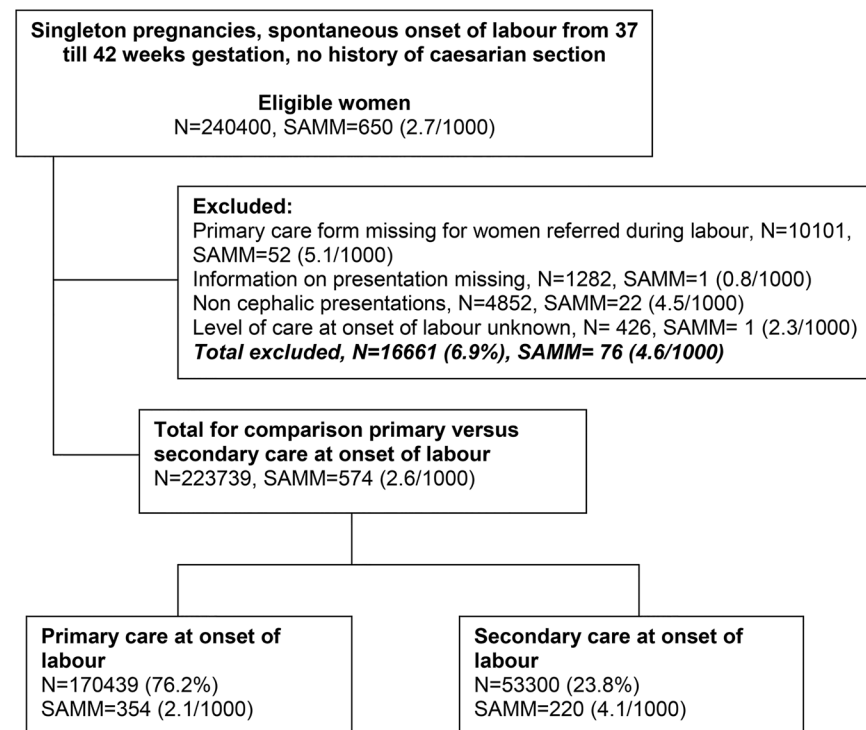 Singleton pregnancies, spontaneous onset of labour from 37
till 42 weeks gestation, no history of caesarian section
Eligible women
N=240400, SAMM=650 (2.7/1000)
Excluded:
Primary care form missing for women referred during labour, N=10101,
SAMM=52 (5.1/1000)
Information on presentation missing, N=1282, SAMM=1 (0.8/1000)
Non cephalic presentations, N=4852, SAMM=22 (4.5/1000)
Level of care at onset of labour unknown, N= 426, SAMM= 1 (2.3/1000)
Total excluded, N=16661 (6.9%), SAMM= 76 (4.6/1000)
Total for comparison primary versus
secondary care at onset of labour
N=223739, SAMM=574 (2.6/1000)
Primary care at onset of
labour
N=170439 (76.2%)
SAMM=354 (2.1/1000)
Secondary care at onset of
labour
N=53300 (23.8%)
SAMM=220 (4.1/1000)